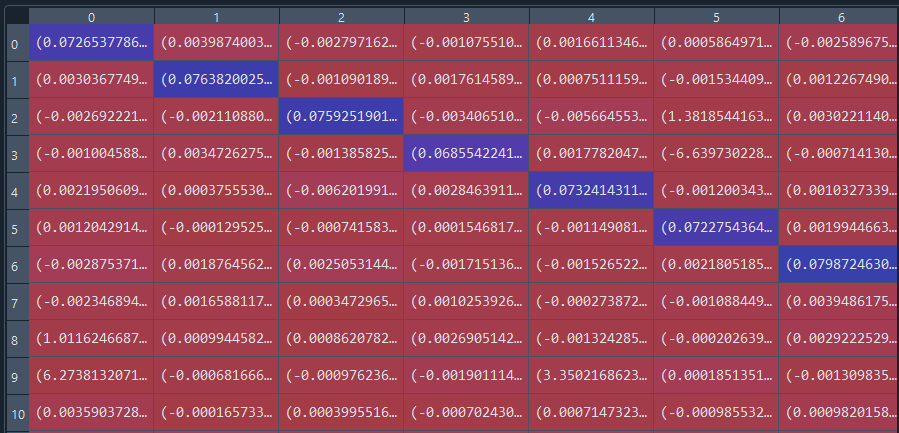 0 1 2 3 4 5 6
0 (0.0726537786… (0.0039874003… (-0.002797162… (-0.001075510… (0.0016611346… (0.0005864971… (-0.002589675…
1 (0.0030367749… (0.0763820025… (-0.001090189… (0.0017614589… (0.0007511159… (-0.001534409… (0.0012267490…
2 (-0.002692221… (-0.002110880… (0.0759251901… (-0.003406510… (-0.005664553… (1.3818544163… (0.0030221140…
3 (-0.001004588… (0.0034726275… (-0.001385825… (0.0685542241… (0.0017782047… (-6.639730228… (-0.000714130…
4 (0.0021950609… (0.0003755530… (-0.006201991… (0.0028463911… (0.0732414311… (-0.001200343… (0.0010327339…
5 (0.0012042914… (-0.000129525… (-0.000741583… (0.0001546817… (-0.001149081… (0.0722754364… (0.0019944663…
6 (-0.002875371… (0.0018764562… (0.0025053144… (-0.001715136… (-0.001526522… (0.0021805185… (0.0798724630…
7 (-0.002346894… (0.0016588117… (0.0003472965… (0.0010253926… (-0.000273872… (-0.001088449… (0.0039486175…
8 (1.0116246687… (0.0009944582… (0.0008620782… (0.0026905142… (-0.001324285… (-0.000202639… (0.0029222529…
9 (6.2738132071… (-0.000681666… (-0.000976236… (-0.001901114… (3.3502168623… (0.0001851351… (-0.001309835…
10 (0.0035903728… (-0.000165733… (0.0003995516… (-0.000702430… (0.0007147323… (-0.000985532… (0.0009820158…